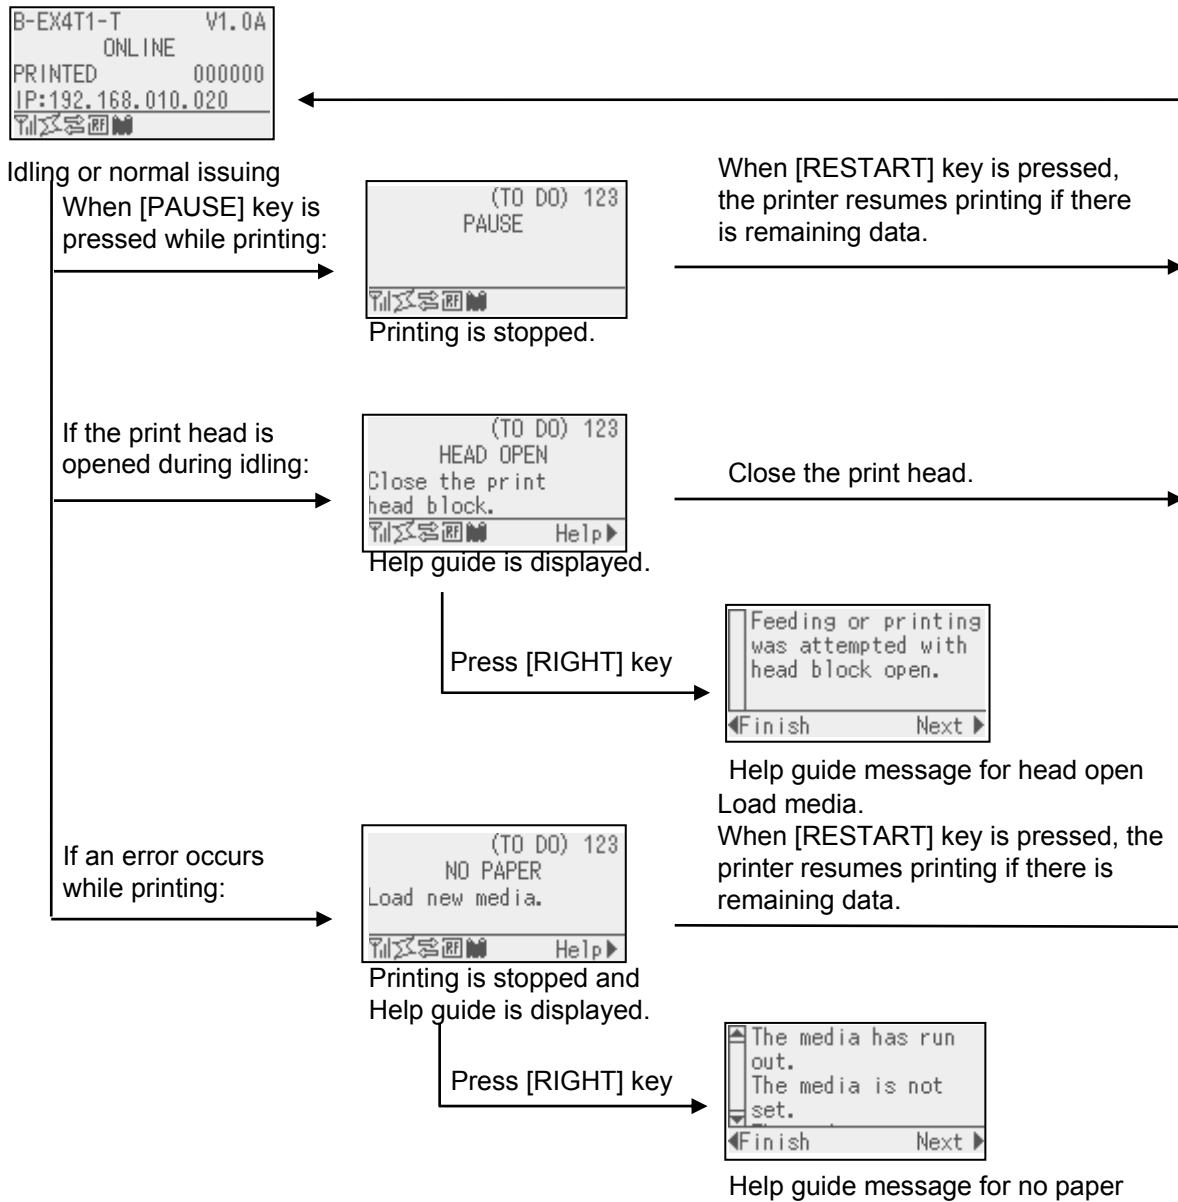 B-EX4T1-T V1.0A
ONLINE
PRINTED 000000
IP:192.168.010.020
RF
Idling or normal issuing
When [PAUSE] key is
pressed while printing:
(TO DO) 123
PAUSE
RF
Printing is stopped.
When [RESTART] key is pressed,
the printer resumes printing if there
is remaining data.
If the print head is
opened during idling:
(TO DO) 123
HEAD OPEN
Close the print
head block.
RF Help
Help guide is displayed.
Close the print head.
Press [RIGHT] key
Feeding or printing
was attempted with
head block open.
Finish Next
Help guide message for head open
If an error occurs
while printing:
(TO DO) 123
NO PAPER
Load new media.
RF Help
Printing is stopped and
Help guide is displayed.
Load media.
When [RESTART] key is pressed, the
printer resumes printing if there is
remaining data.
Press [RIGHT] key
The media has run
out.
The media is not
set.
Finish Next
Help guide message for no paper